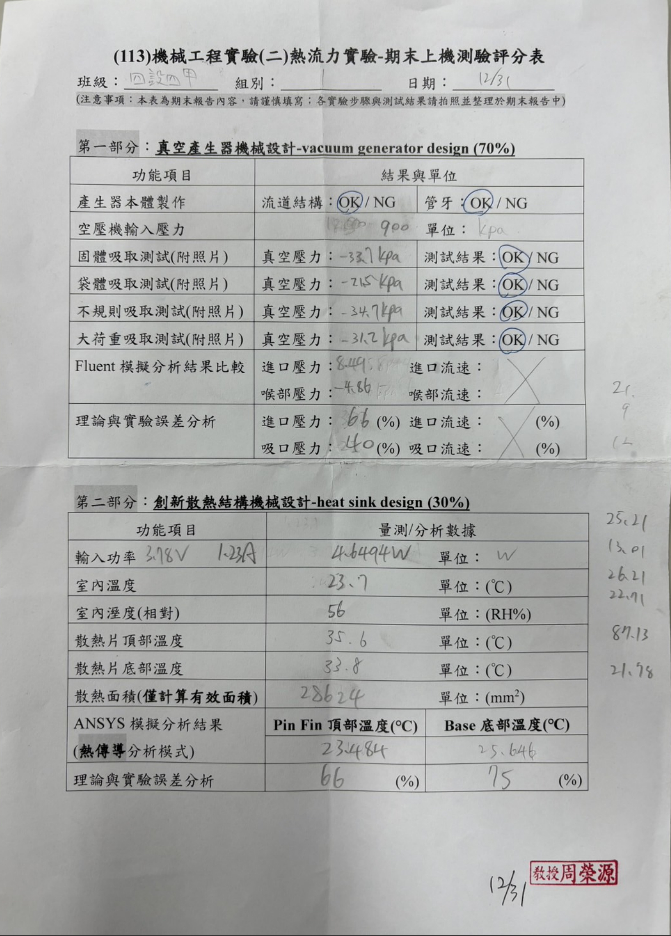 (113)機械工程實驗(二)熱流力實驗-期末上機測驗評分表
班級：四設四甲 組別：1 日期：12/31
(注意事項：本表為期末報告內容，請謹慎填寫；各實驗步驟與測試結果請拍照並整理於期末報告中)
第一部分：真空產生器機械設計-vacuum generator design (70%)
功能項目 結果與單位
產生器本體製作 流道結構：OK / NG 管牙：OK / NG
空壓機輸入壓力 900 單位：kpa
固體吸取測試(附照片) 真空壓力：-33.7kpa 測試結果：OK / NG
袋體吸取測試(附照片) 真空壓力：-21.5kpa 測試結果：OK / NG
不規則吸取測試(附照片) 真空壓力：-34.7kpa 測試結果：OK / NG
大荷重吸取測試(附照片) 真空壓力：-31.2kpa 測試結果：OK / NG
Fluent 模擬分析結果比較 進口壓力：8.495 進口流速：
喉部壓力：-4.86 喉部流速：
理論與實驗誤差分析 進口壓力：66 (%) 進口流速： (%)
吸口壓力：40 (%) 吸口流速： (%)
第二部分：創新散熱結構機械設計-heat sink design (30%)
功能項目 量測/分析數據
輸入功率 3.78V 1.23A 4.6494W 單位：W
室內溫度 23.7 單位：(℃)
室內溼度(相對) 56 單位：(RH%)
散熱片頂部溫度 35.6 單位：(℃)
散熱片底部溫度 33.8 單位：(℃)
散熱面積(僅計算有效面積) 28624 單位：(mm²)
ANSYS 模擬分析結果 Pin Fin 頂部溫度(℃) Base 底部溫度(℃)
(熱傳導分析模式) 23.484 25.646
理論與實驗誤差分析 66 (%) 75 (%)
25.21
13.01
26.21
22.71
87.13
21.78
12/31
教授周榮源